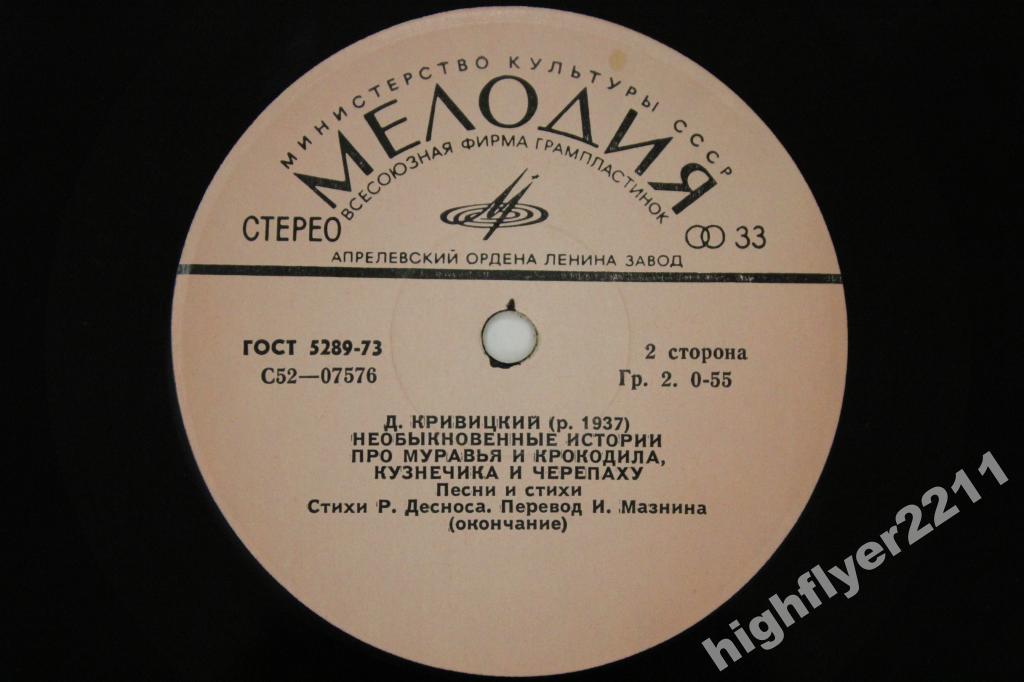 МИНИСТЕРСТВО КУЛЬТУРЫ СССР
МЕЛОДИЯ
ВСЕСОЮЗНАЯ ФИРМА ГРАМПЛАСТИНОК
СТЕРЕО
33
АПРЕЛЕВСКИЙ ОРДЕНА ЛЕНИНА ЗАВОД
ГОСТ 5289-73
С52—07576
2 сторона
Гр. 2. 0-55
Д. КРИВИЦКИЙ (р. 1937)
НЕОБЫКНОВЕННЫЕ ИСТОРИИ
ПРО МУРАВЬЯ И КРОКОДИЛА,
КУЗНЕЧИКА И ЧЕРЕПАХУ
Песни и стихи
Стихи Р. Десноса. Перевод И. Мазнина
(окончание)
highflyer2211